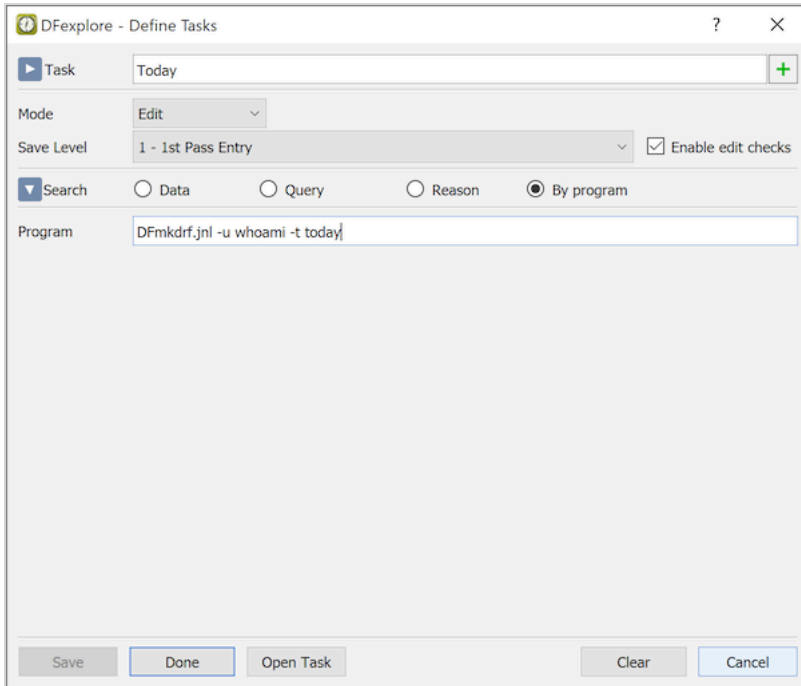 DFexplore - Define Tasks ?
Task Today
Mode Edit
Save Level 1 - 1st Pass Entry Enable edit checks
Search Data Query Reason By program
Program DFmkdrf.jnl -u whoami -t today
Save Done Open Task Clear Cancel